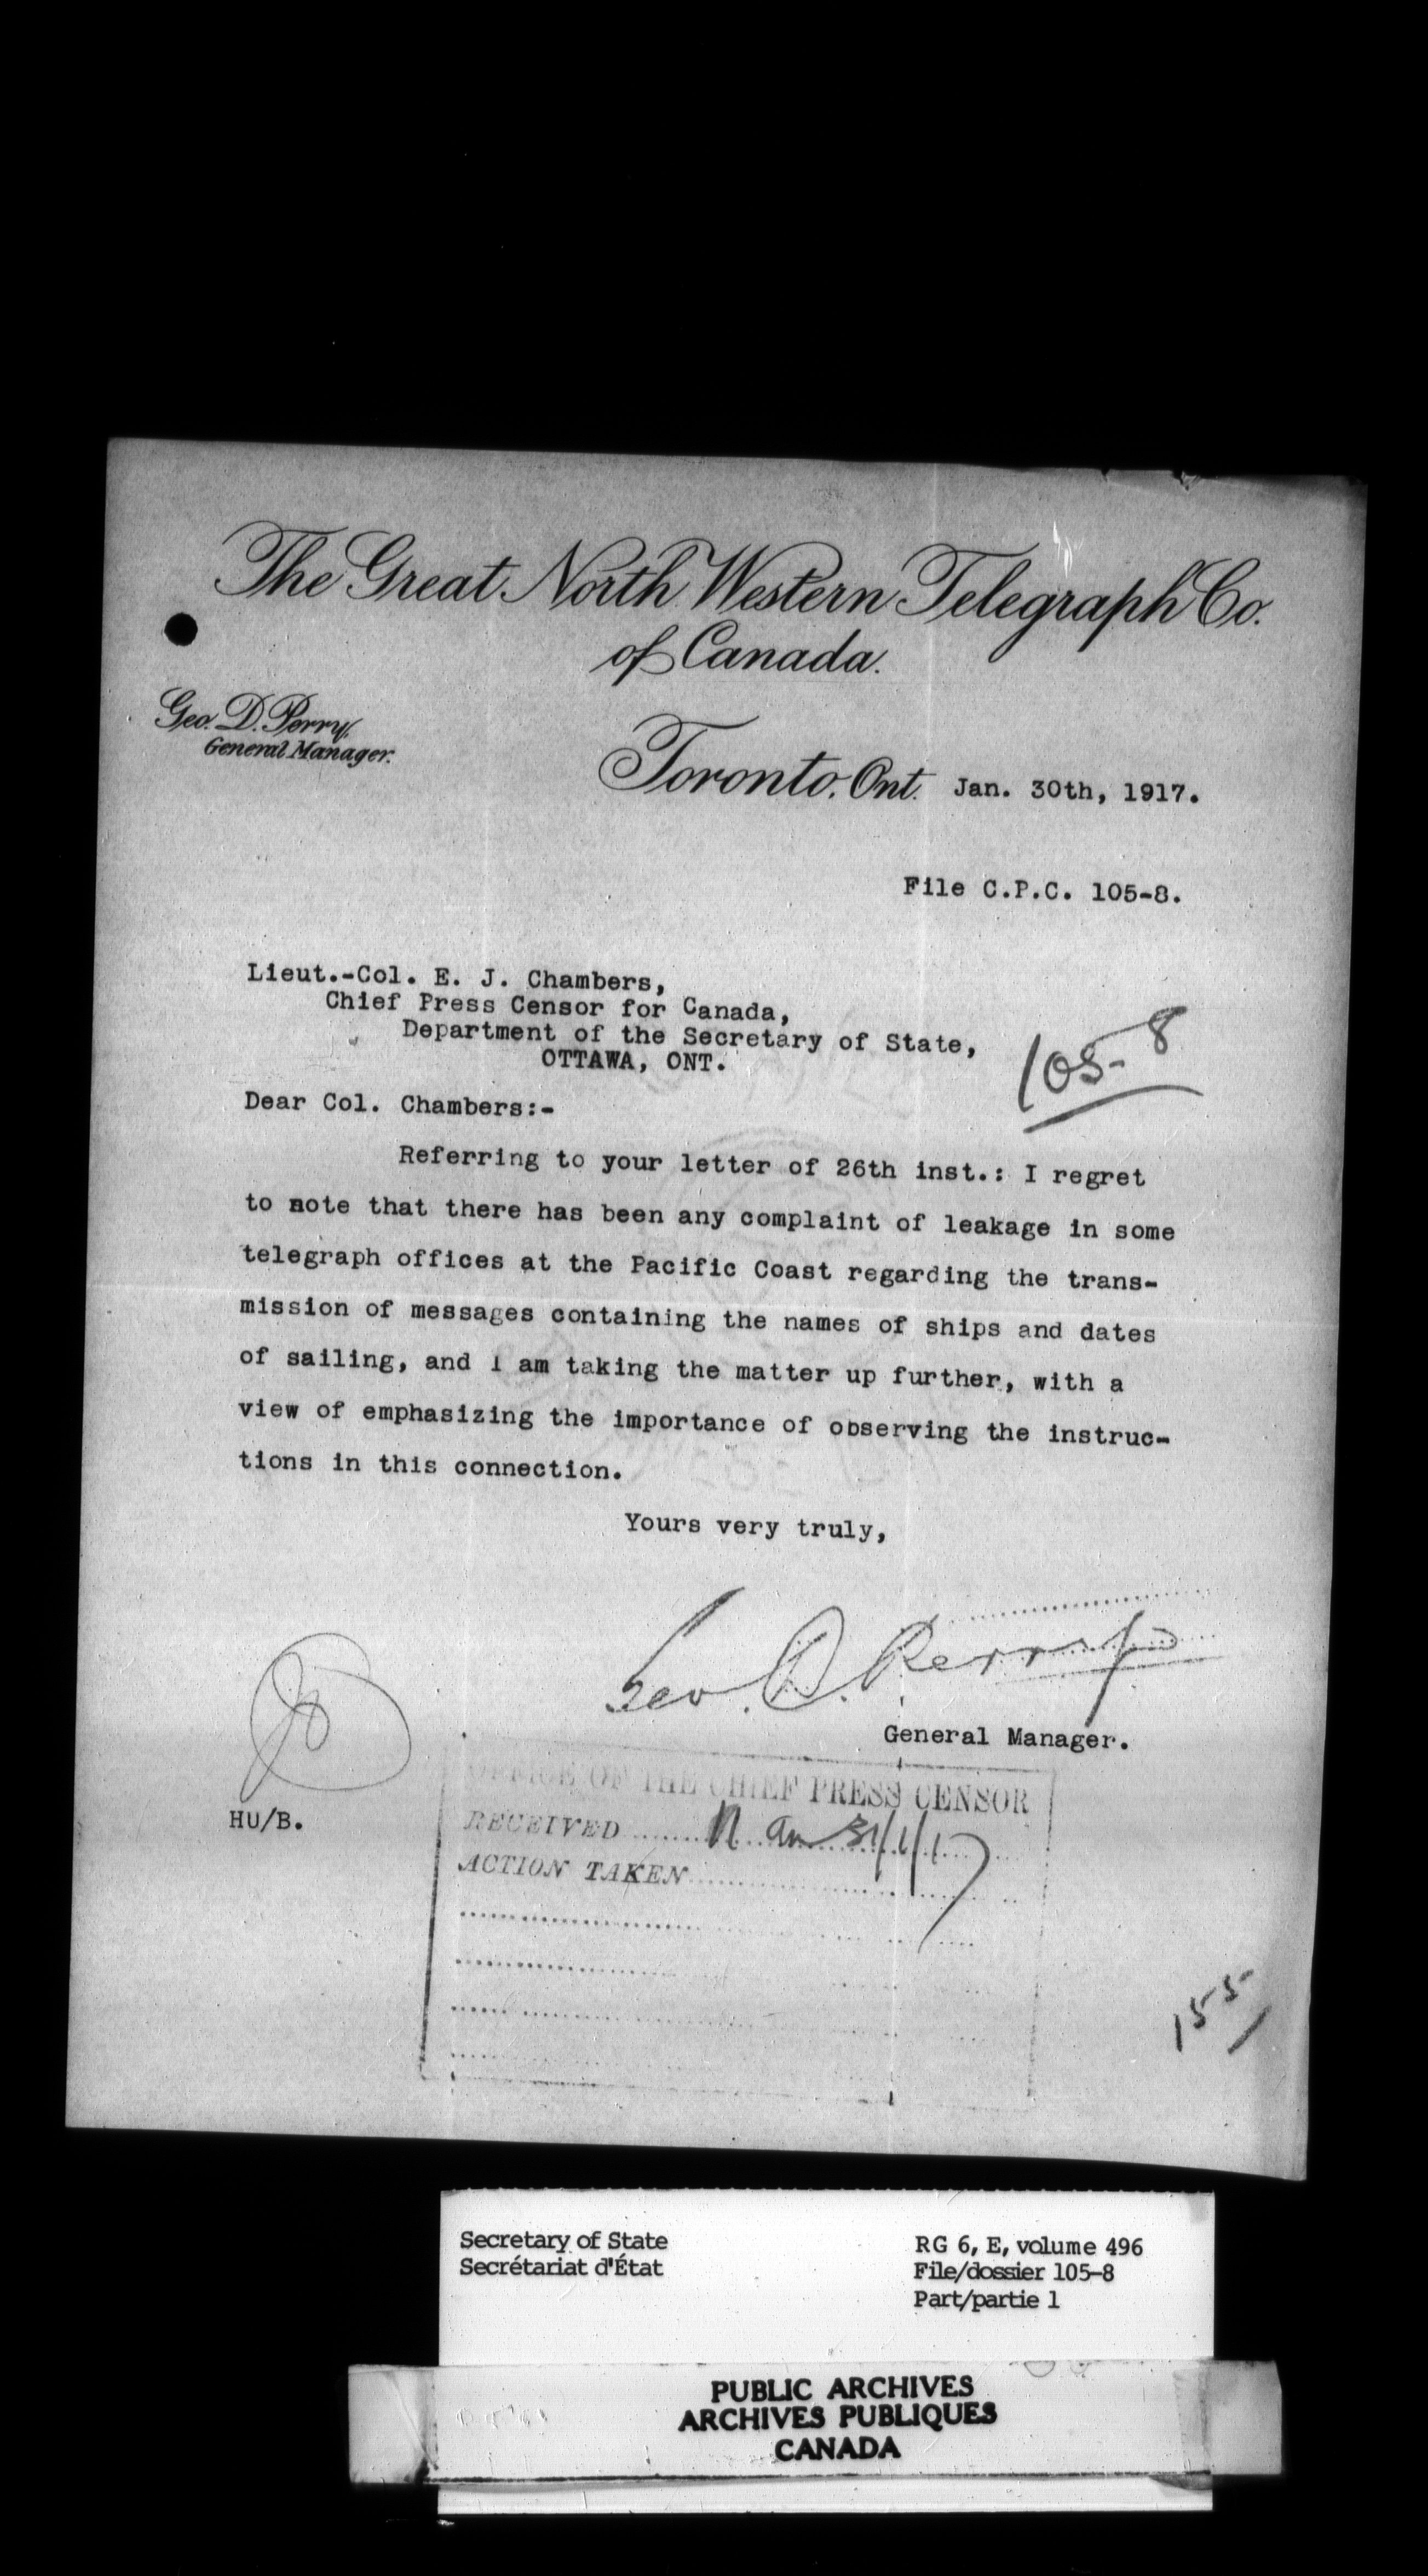 The Great North Western Telegraph Co.
of Canada.
Geo. D. Perry,
General Manager.
Toronto, Ont. Jan. 30th, 1917.
File C.P.C. 105-8.
Lieut.-Col. E. J. Chambers,
Chief Press Censor for Canada,
Department of the Secretary of State,
OTTAWA, ONT.
105-8
Dear Col. Chambers:-
Referring to your letter of 26th inst.: I regret
to note that there has been any complaint of leakage in some
telegraph offices at the Pacific Coast regarding the trans-
mission of messages containing the names of ships and dates
of sailing, and I am taking the matter up further, with a
view of emphasizing the importance of observing the instruc-
tions in this connection.
Yours very truly,
Geo. D. Perry
General Manager.
HU/B.
OFFICE OF THE CHIEF PRESS CENSOR
RECEIVED 31/1/17
ACTION TAKEN
155
Secretary of State
Secrétariat d'État
RG 6, E, volume 496
File/dossier 105-8
Part/partie 1
PUBLIC ARCHIVES
ARCHIVES PUBLIQUES
CANADA